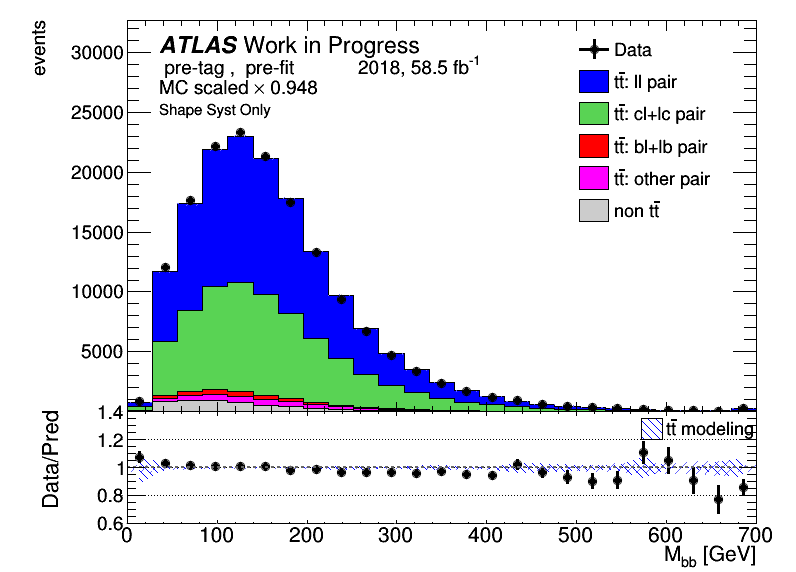 events
30000
25000
20000
15000
10000
5000
ATLAS Work in Progress
pre-tag , pre-fit 2018, 58.5 fb⁻¹
MC scaled × 0.948
Shape Syst Only
Data
tt̄: ll pair
tt̄: cl+lc pair
tt̄: bl+lb pair
tt̄: other pair
non tt̄
Data/Pred
1.4
1.2
1
0.8
0.6
tt̄ modeling
0 100 200 300 400 500 600 700
M_bb [GeV]